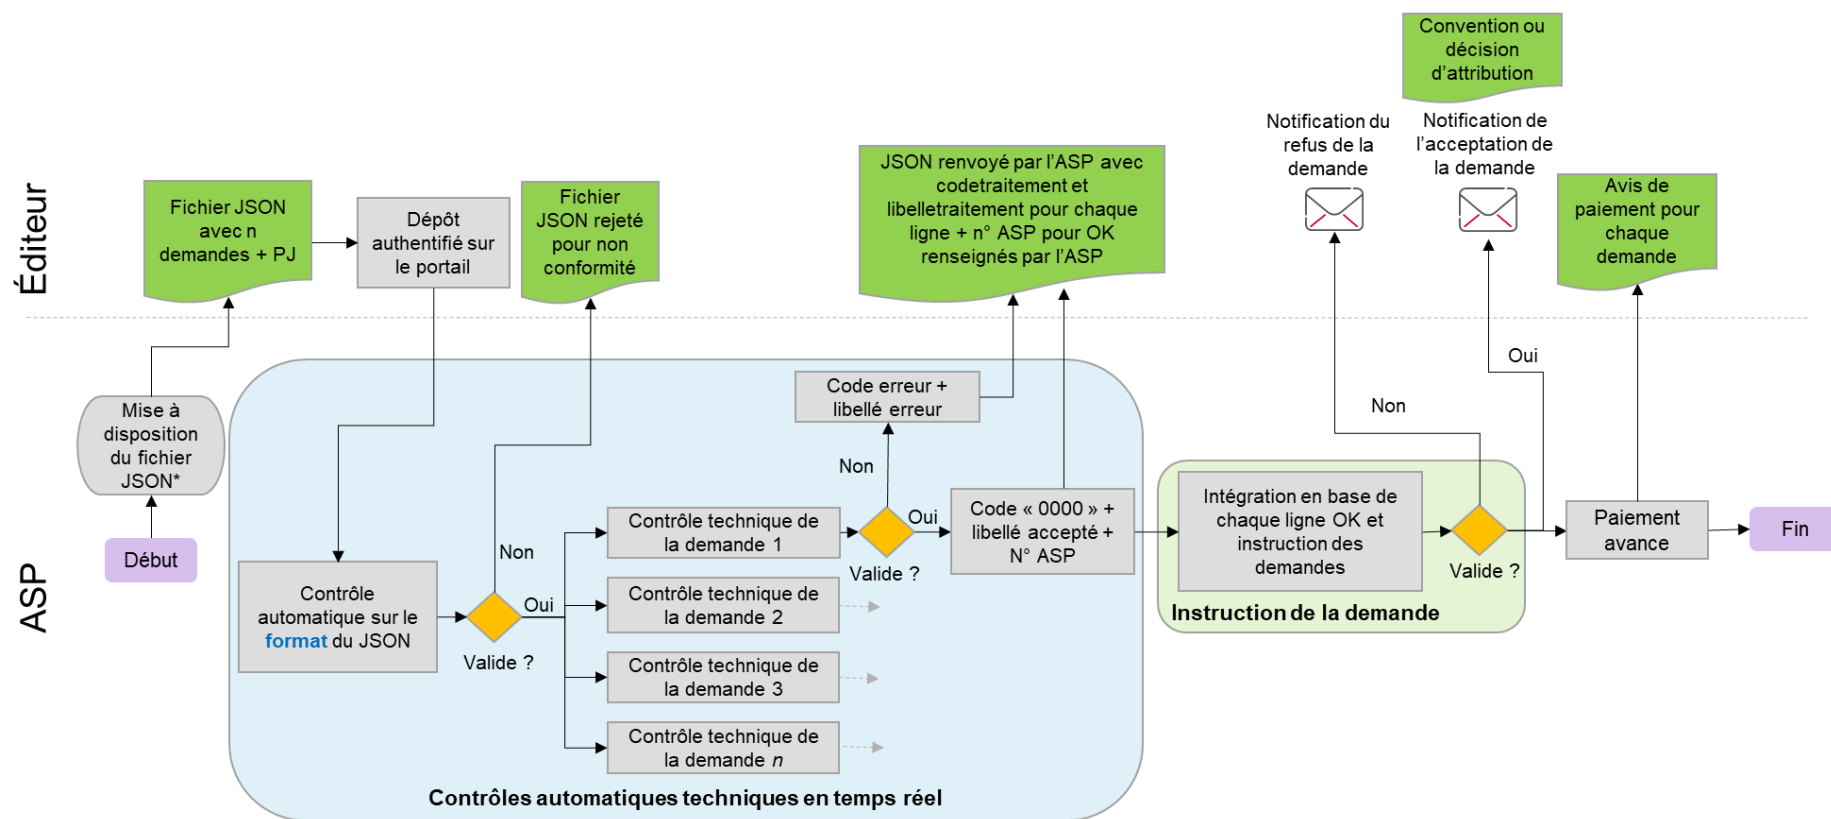 Convention ou
décision
d’attribution
Notification du
refus de la
demande
Notification de
l’acceptation de
la demande
Éditeur
Fichier JSON
avec n
demandes + PJ
Dépôt
authentifié sur
le portail
Fichier
JSON rejeté
pour non
conformité
JSON renvoyé par l’ASP avec
codetraitement et
libelletraitement pour chaque
ligne + n° ASP pour OK
renseignés par l’ASP
Avis de
paiement pour
chaque
demande
ASP
Mise à
disposition
du fichier
JSON*
Début
Contrôle
automatique sur le
format du JSON
Valide ?
Non
Oui
Contrôle technique de
la demande 1
Contrôle technique de
la demande 2
Contrôle technique de
la demande 3
Contrôle technique de
la demande n
Valide ?
Non
Oui
Code erreur +
libellé erreur
Code « 0000 » +
libellé accepté +
N° ASP
Contrôles automatiques techniques en temps réel
Intégration en base de
chaque ligne OK et
instruction des
demandes
Instruction de la demande
Valide ?
Non
Oui
Paiement
avance
Fin